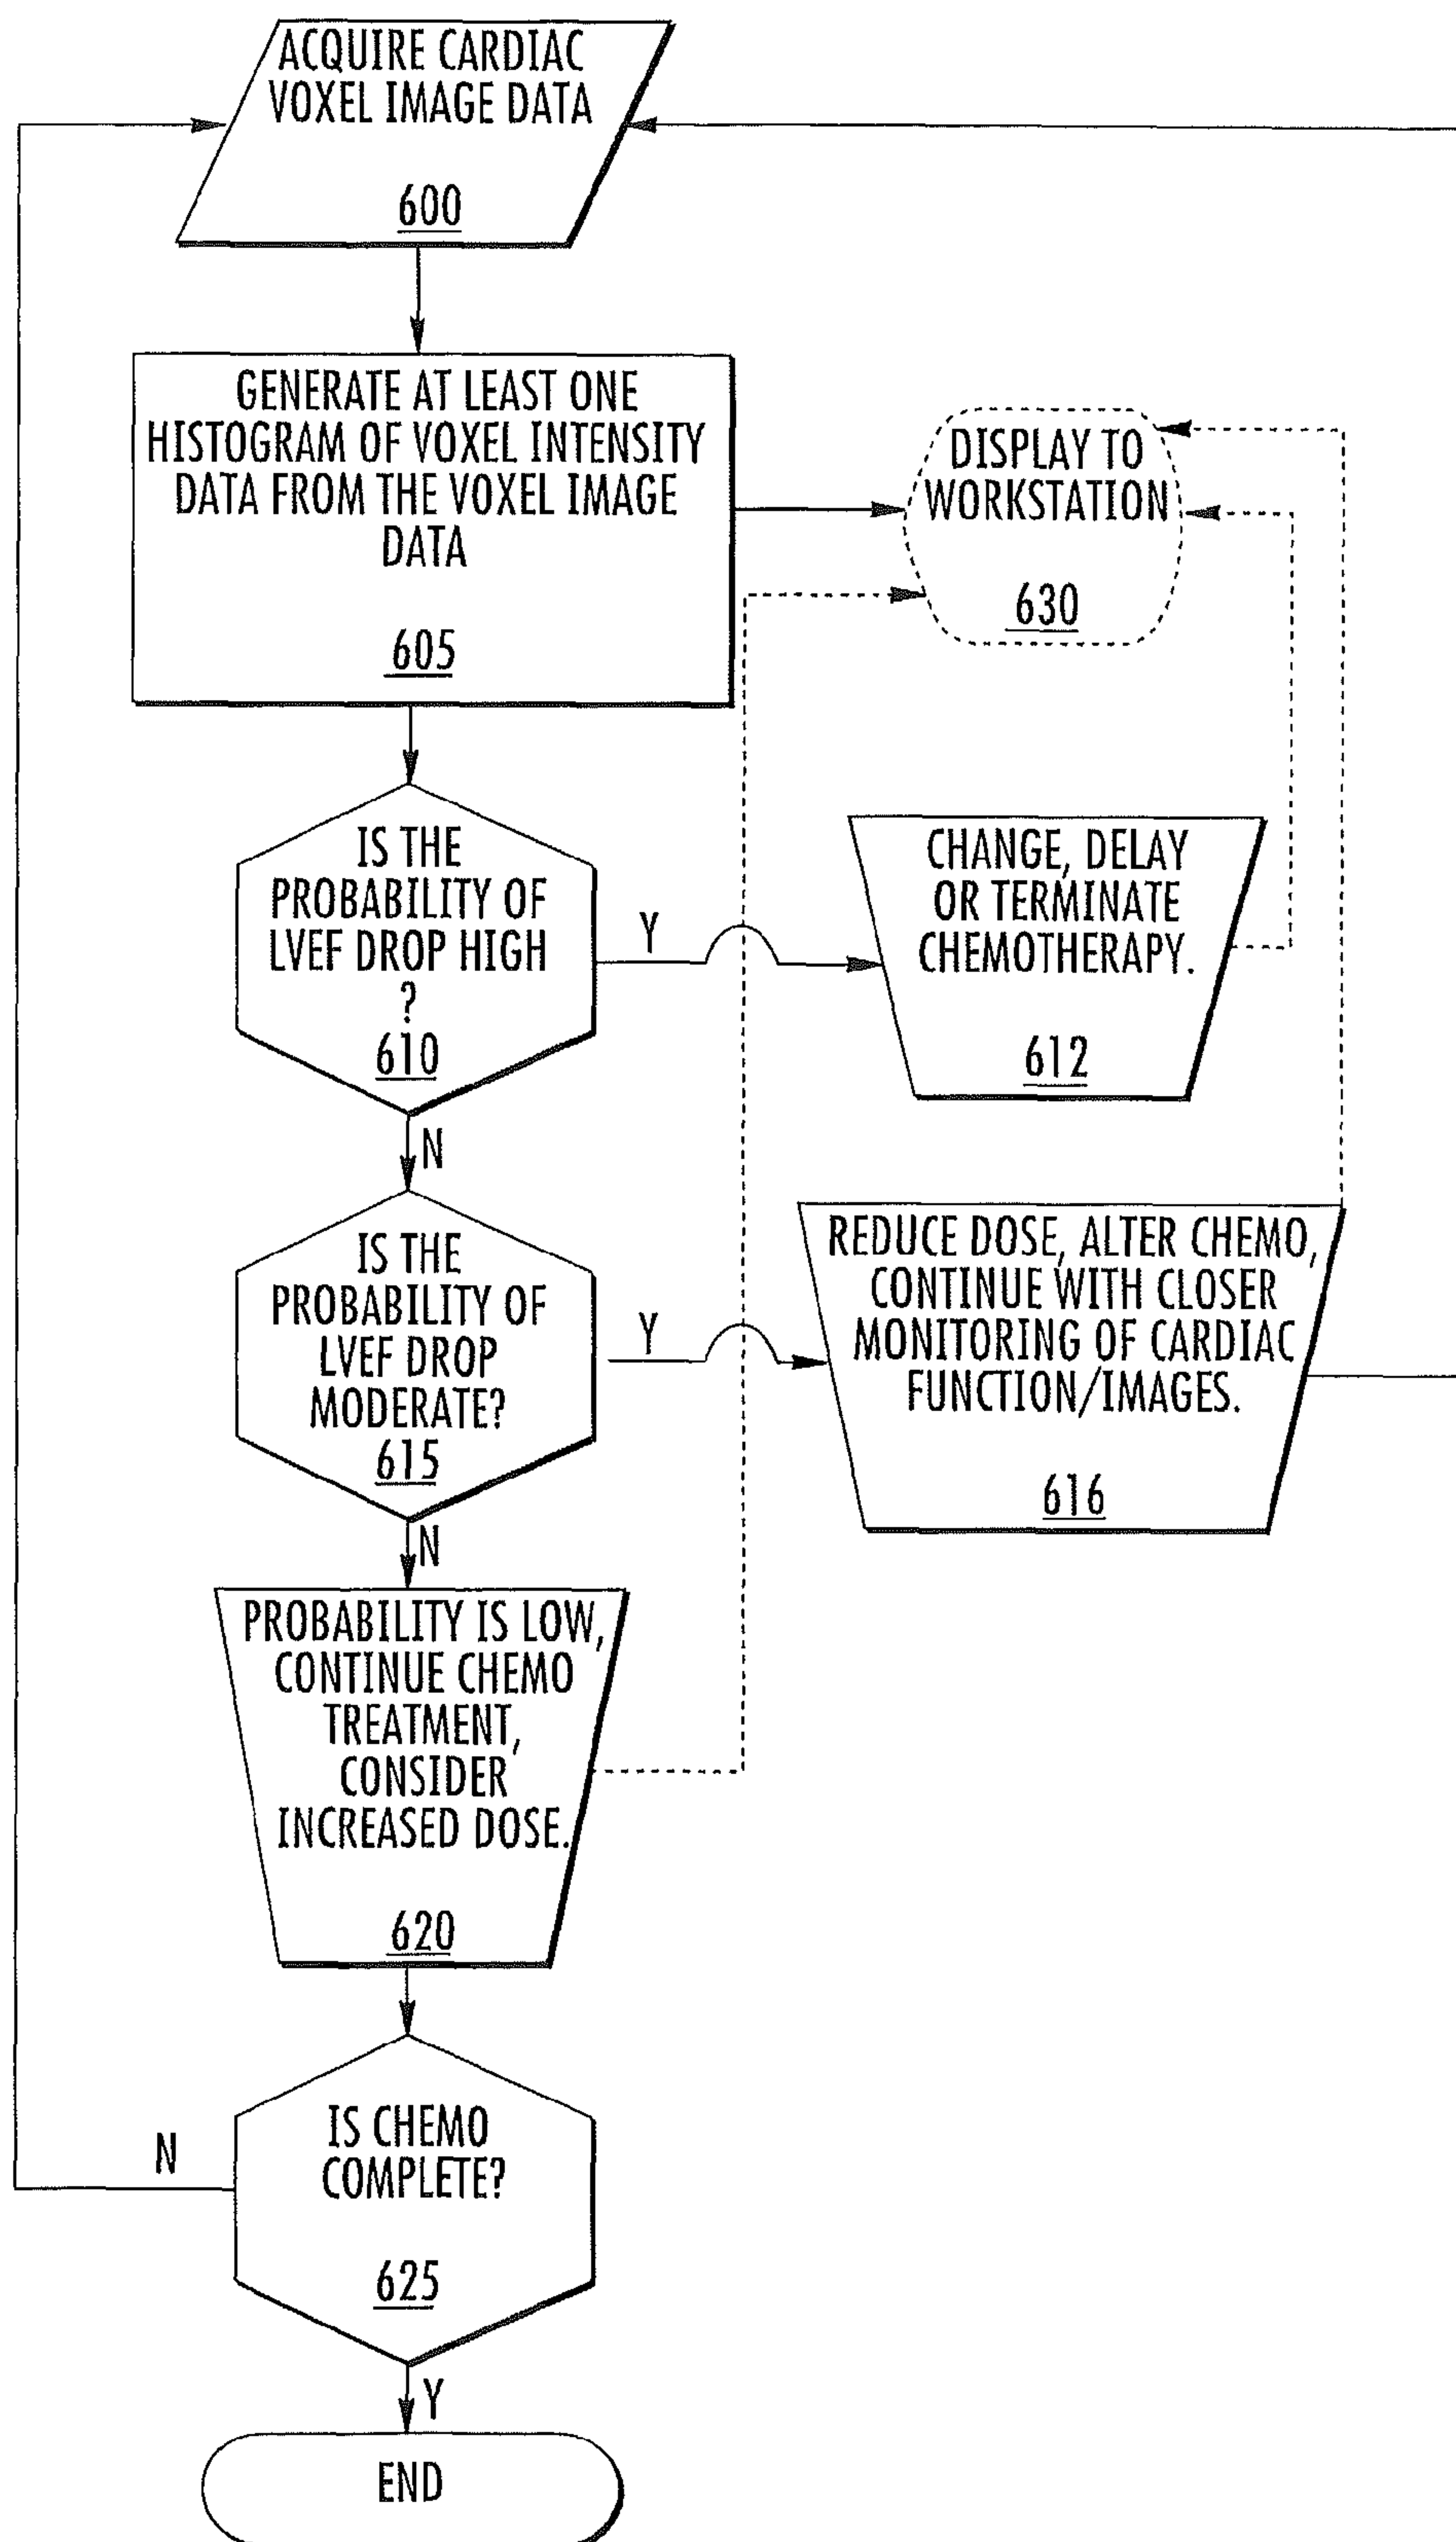 ACQUIRE CARDIAC
VOXEL IMAGE DATA
600
GENERATE AT LEAST ONE
HISTOGRAM OF VOXEL INTENSITY
DATA FROM THE VOXEL IMAGE
DATA
605
DISPLAY TO
WORKSTATION
630
IS THE
PROBABILITY OF
LVEF DROP HIGH
?
610
Y
CHANGE, DELAY
OR TERMINATE
CHEMOTHERAPY.
612
N
IS THE
PROBABILITY OF
LVEF DROP
MODERATE?
615
Y
REDUCE DOSE, ALTER CHEMO,
CONTINUE WITH CLOSER
MONITORING OF CARDIAC
FUNCTION/IMAGES.
616
N
PROBABILITY IS LOW,
CONTINUE CHEMO
TREATMENT,
CONSIDER
INCREASED DOSE.
620
IS CHEMO
COMPLETE?
625
N
Y
END